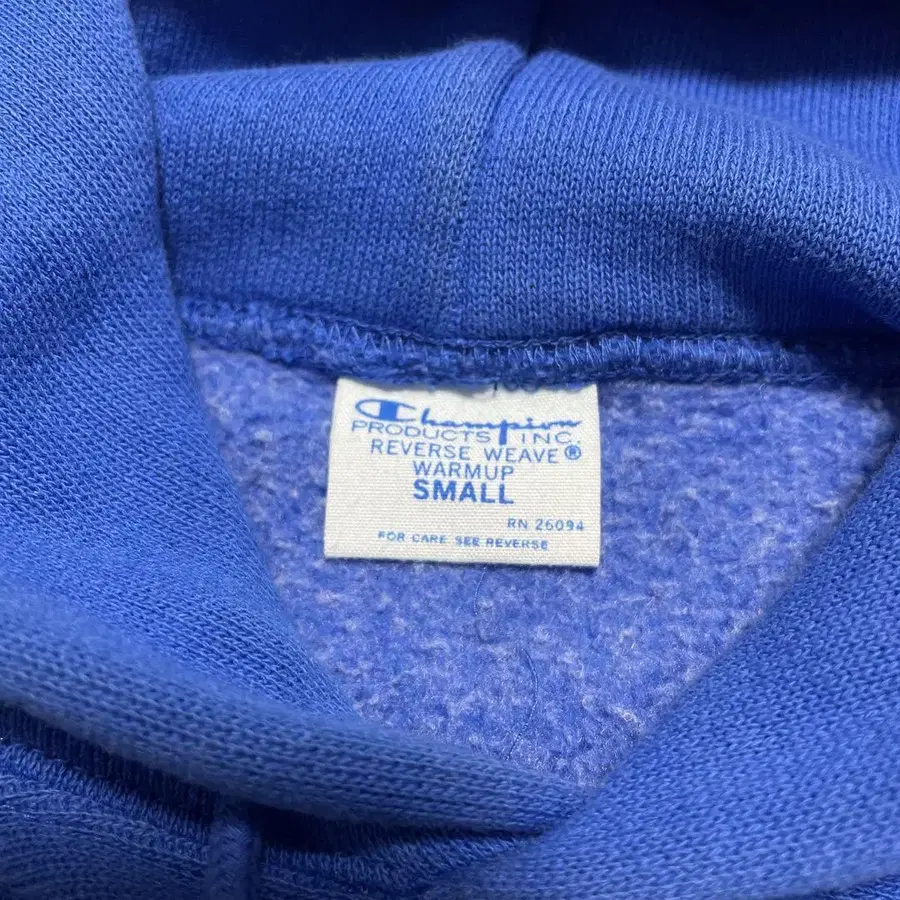 Champion
PRODUCTS INC.
REVERSE WEAVE®
WARMUP
SMALL
RN 26094
FOR CARE SEE REVERSE